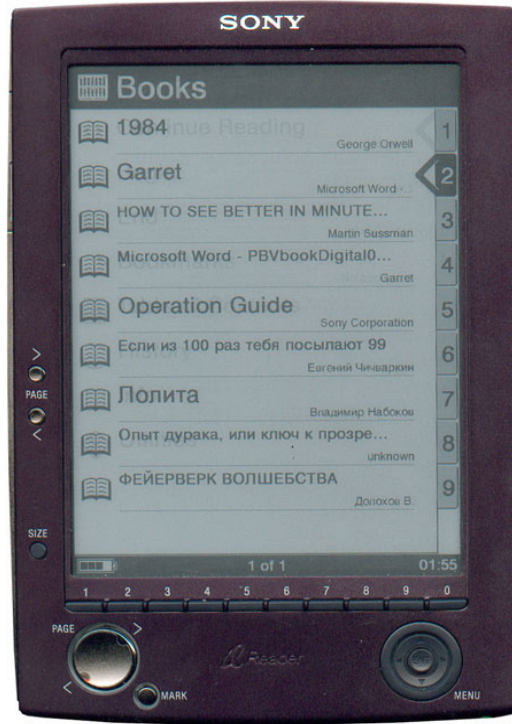 SONY
Books
1984
George Orwell
1
Garret
Microsoft Word -...
2
HOW TO SEE BETTER IN MINUTE...
Martin Sussman
3
Microsoft Word - PBVbookDigital0...
Garret
4
Operation Guide
Sony Corporation
5
Если из 100 раз тебя посылают 99
Евгений Чичваркин
6
Лолита
Владимир Набоков
7
Опыт дурака, или ключ к прозре...
unknown
8
ФЕЙЕРВЕРК ВОЛШЕБСТВА
Долохов В.
9
1 of 1 01:55
1 2 3 4 5 6 7 8 9 0
PAGE
SIZE
PAGE
MARK
Reader
MENU